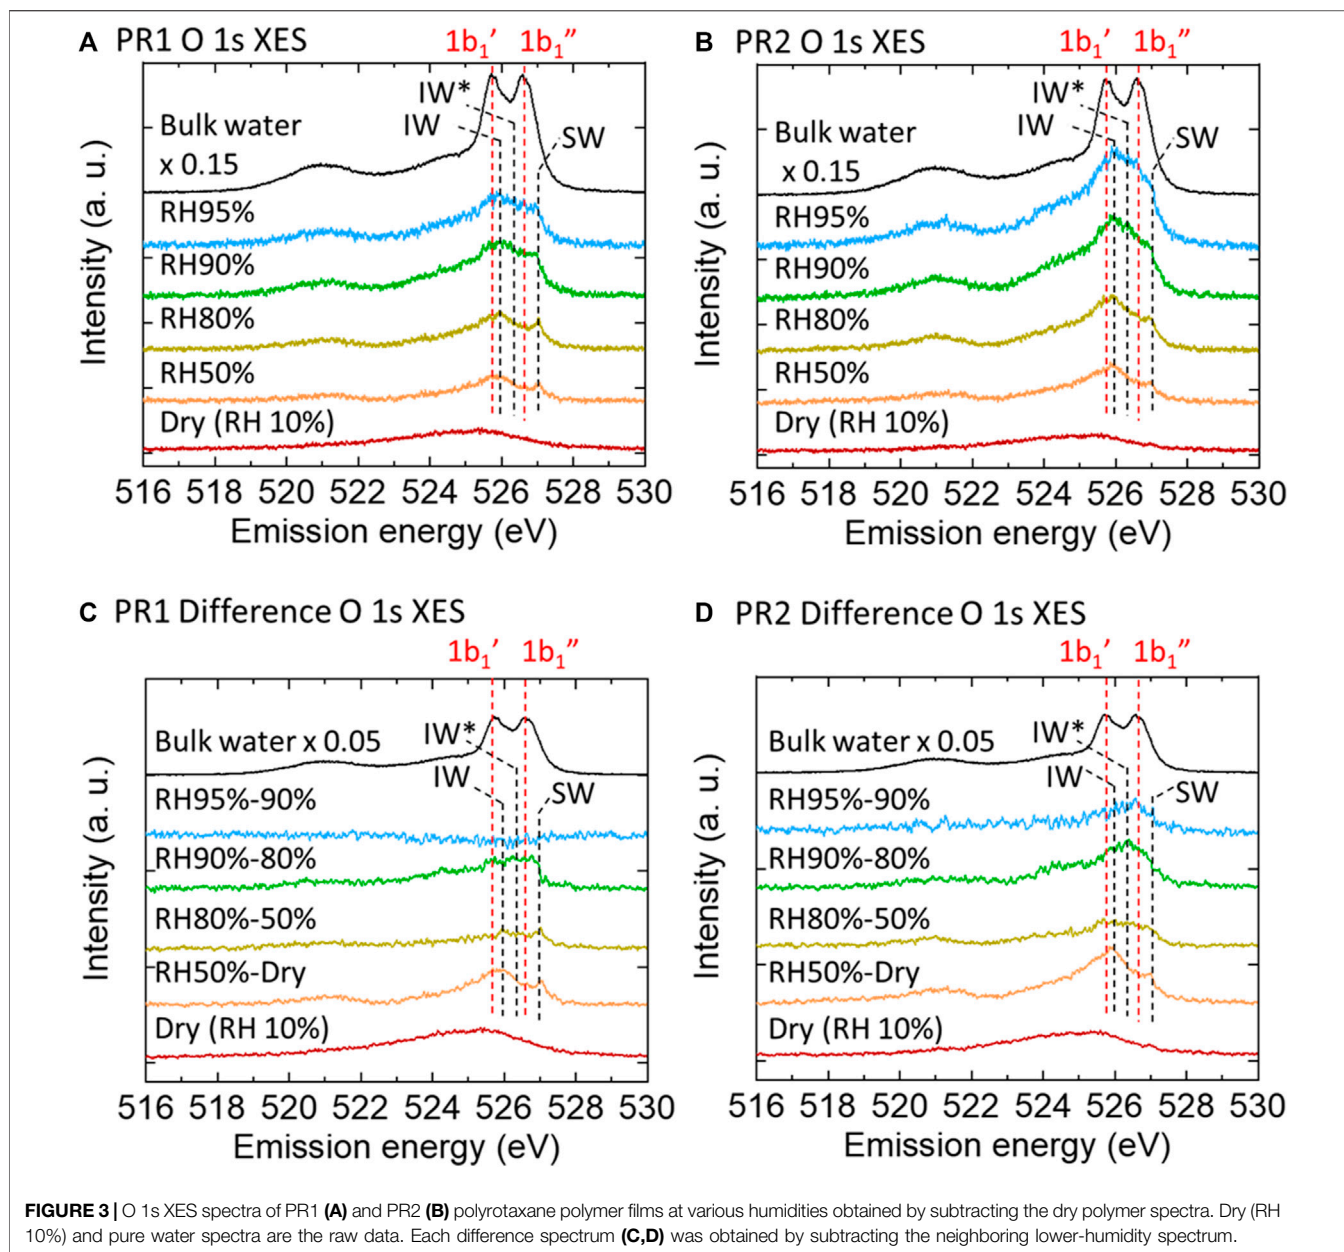 A PR1 O 1s XES
1b₁’ 1b₁”
IW*
IW
SW
Bulk water
x 0.15
RH95%
RH90%
RH80%
RH50%
Dry (RH 10%)
Intensity (a. u.)
516 518 520 522 524 526 528 530
Emission energy (eV)
B PR2 O 1s XES
1b₁’ 1b₁”
IW*
IW
SW
Bulk water
x 0.15
RH95%
RH90%
RH80%
RH50%
Dry (RH 10%)
Intensity (a. u.)
516 518 520 522 524 526 528 530
Emission energy (eV)
C PR1 Difference O 1s XES
1b₁’ 1b₁”
IW*
IW
SW
Bulk water x 0.05
RH95%-90%
RH90%-80%
RH80%-50%
RH50%-Dry
Dry (RH 10%)
Intensity (a. u.)
516 518 520 522 524 526 528 530
Emission energy (eV)
D PR2 Difference O 1s XES
1b₁’ 1b₁”
IW*
IW
SW
Bulk water x 0.05
RH95%-90%
RH90%-80%
RH80%-50%
RH50%-Dry
Dry (RH 10%)
Intensity (a. u.)
516 518 520 522 524 526 528 530
Emission energy (eV)
FIGURE 3 | O 1s XES spectra of PR1 (A) and PR2 (B) polyrotaxane polymer films at various humidities obtained by subtracting the dry polymer spectra. Dry (RH
10%) and pure water spectra are the raw data. Each difference spectrum (C,D) was obtained by subtracting the neighboring lower-humidity spectrum.